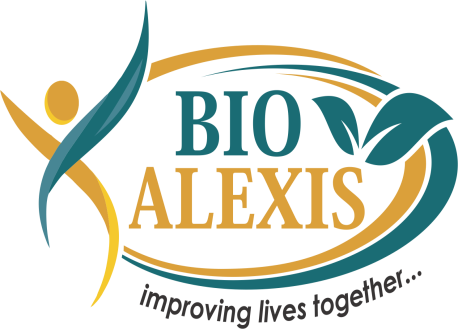 BIO
ALEXIS
improving lives together...